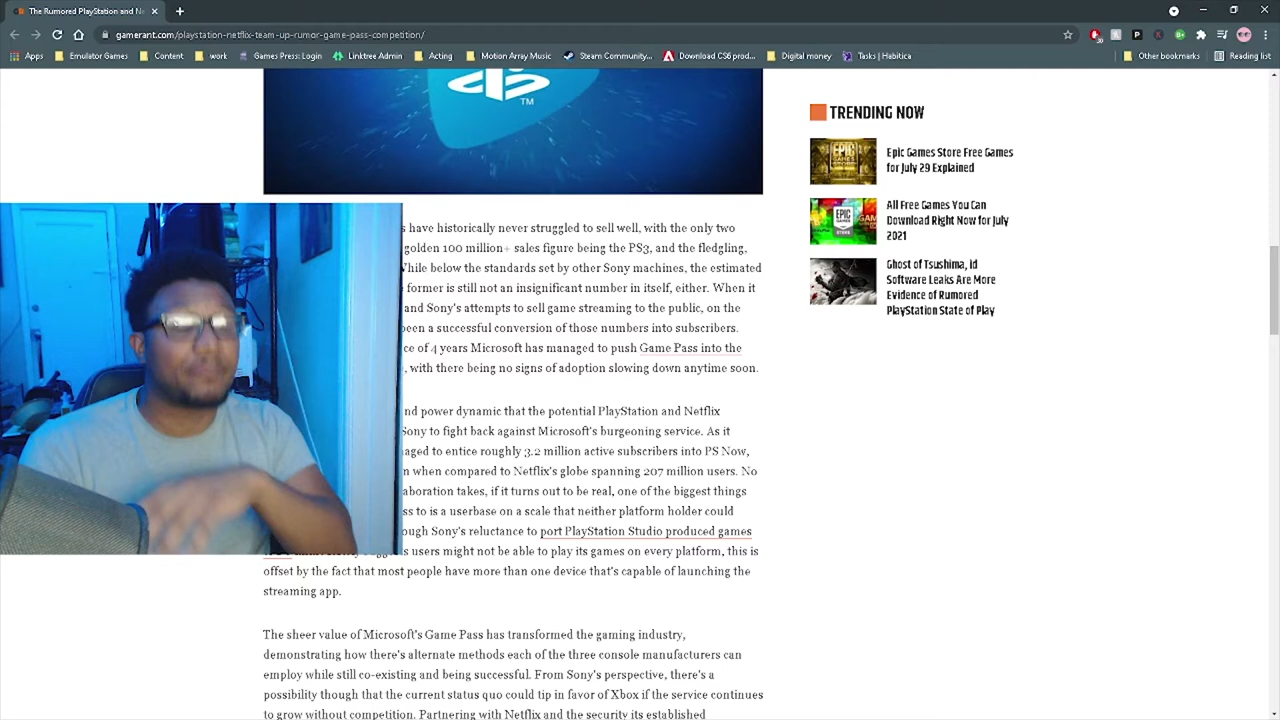 The Rumored PlayStation and Ne
gamerant.com/playstation-netflix-team-up-rumor-game-pass-competition/
Apps
Emulator Games
Content
work
Games Press: Login
Linktree Admin
Acting
Motion Array Music
Steam Community...
Download CS6 prod...
Digital money
Tasks | Habitica
Other bookmarks
Reading list
TM
s have historically never struggled to sell well, with the only two
golden 100 million+ sales figure being the PS3, and the fledgling,
While below the standards set by other Sony machines, the estimated
former is still not an insignificant number in itself, either. When it
and Sony's attempts to sell game streaming to the public, on the
been a successful conversion of those numbers into subscribers.
ce of 4 years Microsoft has managed to push Game Pass into the
, with there being no signs of adoption slowing down anytime soon.
nd power dynamic that the potential PlayStation and Netflix
Sony to fight back against Microsoft's burgeoning service. As it
naged to entice roughly 3.2 million active subscribers into PS Now,
n when compared to Netflix's globe spanning 207 million users. No
aboration takes, if it turns out to be real, one of the biggest things
ss to is a userbase on a scale that neither platform holder could
ough Sony's reluctance to port PlayStation Studio produced games
users might not be able to play its games on every platform, this is
offset by the fact that most people have more than one device that's capable of launching the
streaming app.
The sheer value of Microsoft's Game Pass has transformed the gaming industry,
demonstrating how there's alternate methods each of the three console manufacturers can
employ while still co-existing and being successful. From Sony's perspective, there's a
possibility though that the current status quo could tip in favor of Xbox if the service continues
to grow without competition. Partnering with Netflix and the security its established
TRENDING NOW
EPIC
GAMES
STORE
Epic Games Store Free Games
for July 29 Explained
EPIC
GAMES
STORE
All Free Games You Can
Download Right Now for July
2021
Ghost of Tsushima, id
Software Leaks Are More
Evidence of Rumored
PlayStation State of Play